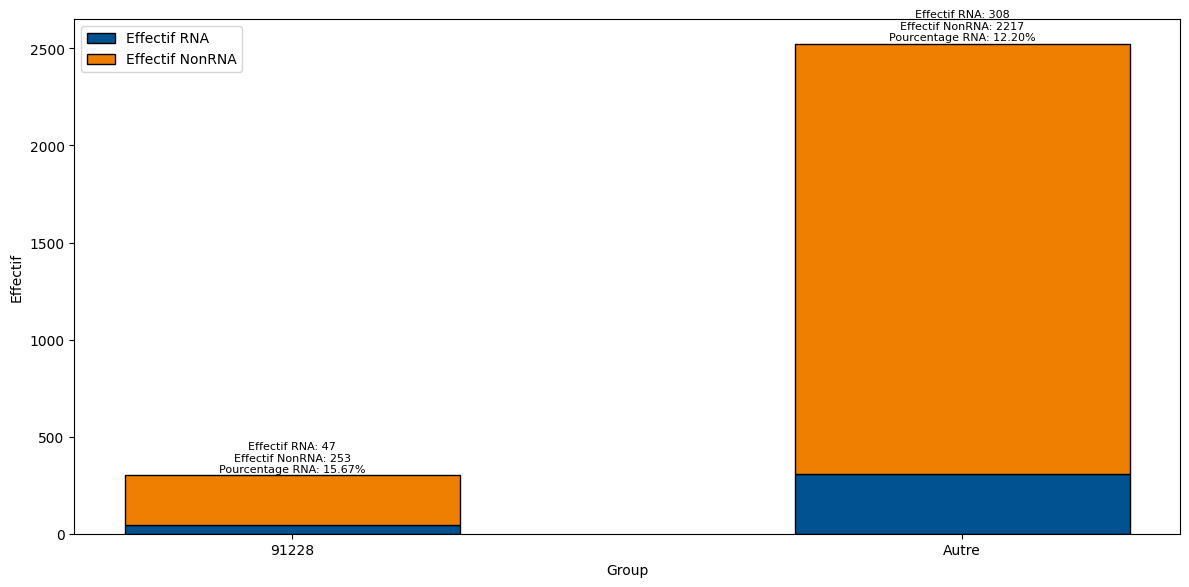 Effectif RNA: 308
Effectif NonRNA: 2217
Pourcentage RNA: 12.20%
Effectif RNA
Effectif NonRNA
2500
2000
1500
1000
500
0
Effectif
Effectif RNA: 47
Effectif NonRNA: 253
Pourcentage RNA: 15.67%
91228
Autre
Group